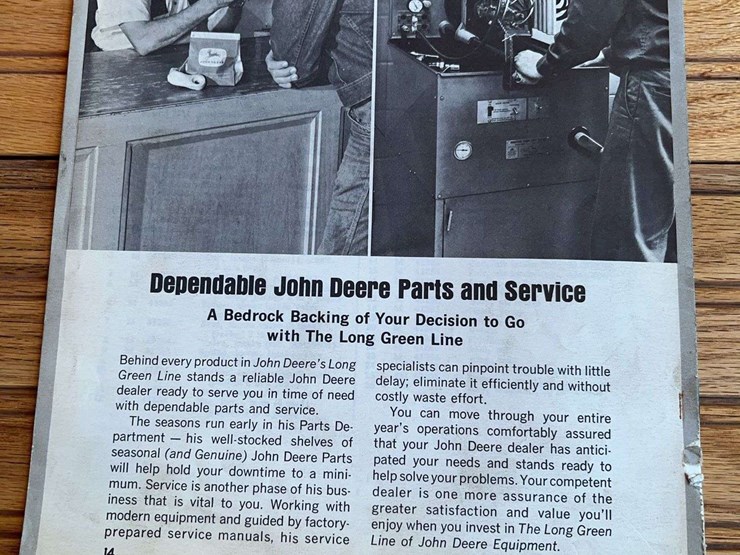 Dependable John Deere Parts and Service
A Bedrock Backing of Your Decision to Go
with The Long Green Line
Behind every product in John Deere's Long
Green Line stands a reliable John Deere
dealer ready to serve you in time of need
with dependable parts and service.
The seasons run early in his Parts De-
partment — his well-stocked shelves of
seasonal (and Genuine) John Deere Parts
will help hold your downtime to a mini-
mum. Service is another phase of his bus-
iness that is vital to you. Working with
modern equipment and guided by factory-
prepared service manuals, his service
specialists can pinpoint trouble with little
delay; eliminate it efficiently and without
costly waste effort.
You can move through your entire
year's operations comfortably assured
that your John Deere dealer has antici-
pated your needs and stands ready to
help solve your problems. Your competent
dealer is one more assurance of the
greater satisfaction and value you'll
enjoy when you invest in The Long Green
Line of John Deere Equipment.
14